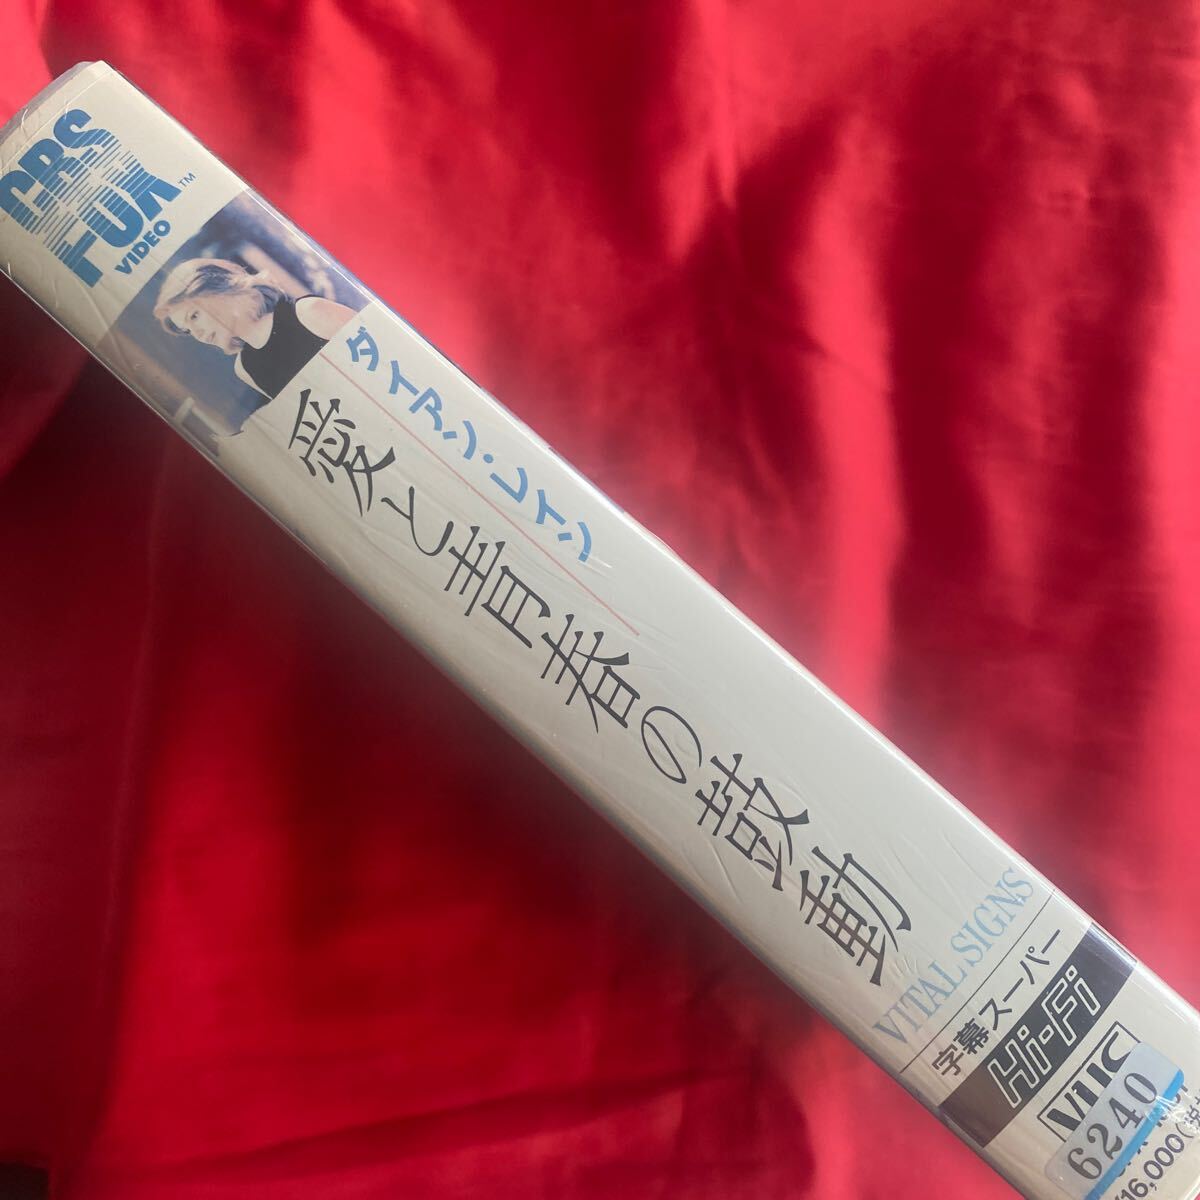 CBS
FOX
VIDEO
TM
ダイアン・レイン
愛と青春の鼓動
VITAL SIGNS
字幕スーパー
Hi-Fi
VHS
6240
16,000